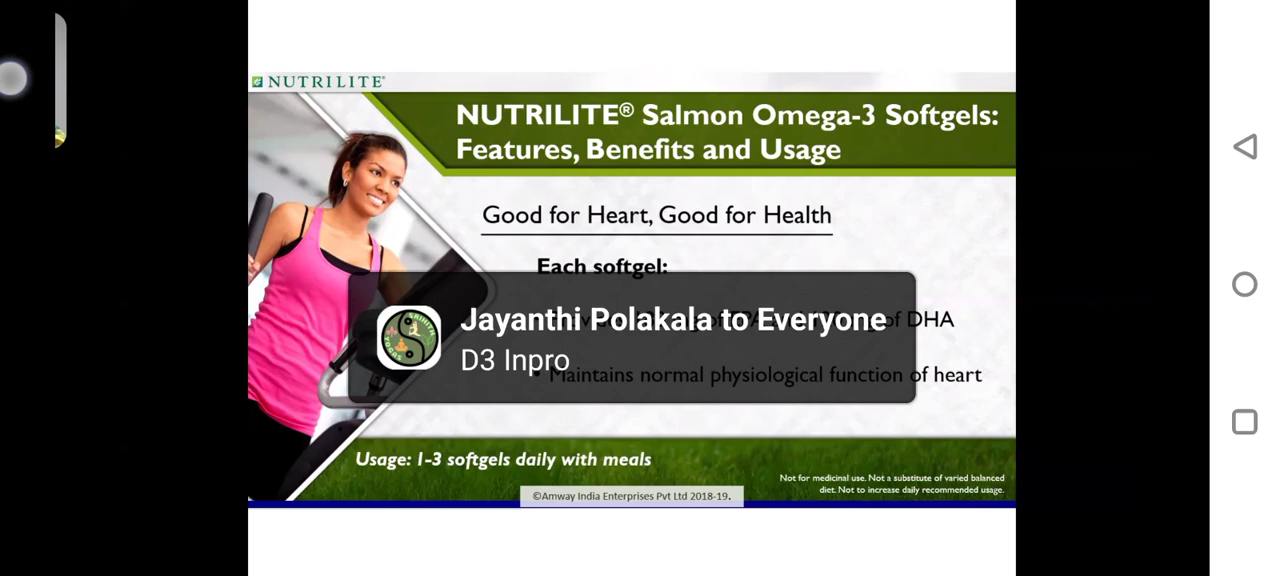 NUTRILITE®
NUTRILITE® Salmon Omega-3 Softgels:
Features, Benefits and Usage
Good for Heart, Good for Health
Each softgel:
Jayanthi Polakala to Everyone
D3 Inpro
of DHA
• Maintains normal physiological function of heart
Usage: 1-3 softgels daily with meals
Not for medicinal use. Not a substitute of varied balanced
diet. Not to increase daily recommended usage.
©Amway India Enterprises Pvt Ltd 2018-19.